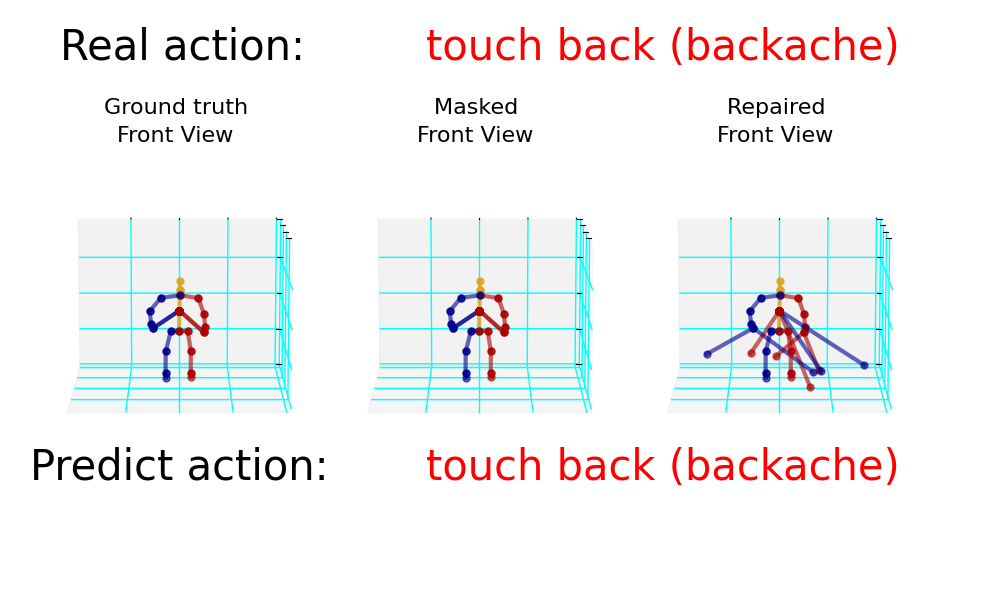 Real action: touch back (backache)
Ground truth Masked Repaired
Front View Front View Front View
Predict action: touch back (backache)